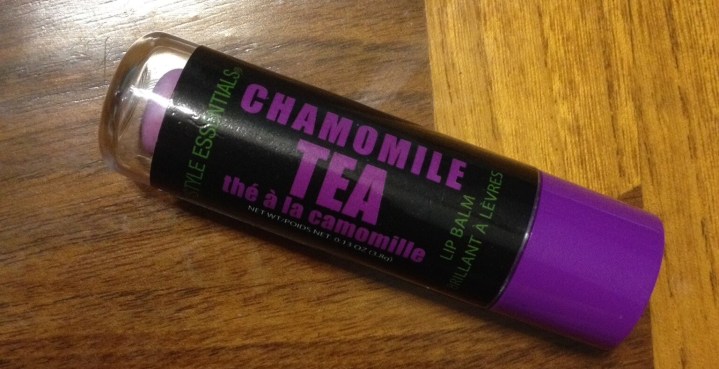 STYLE ESSENTIALS
CHAMOMILE
TEA
thé à la camomille
NET WT/POIDS NET 0.13 OZ (3.8g)
LIP BALM
BRILLANT À LÈVRES